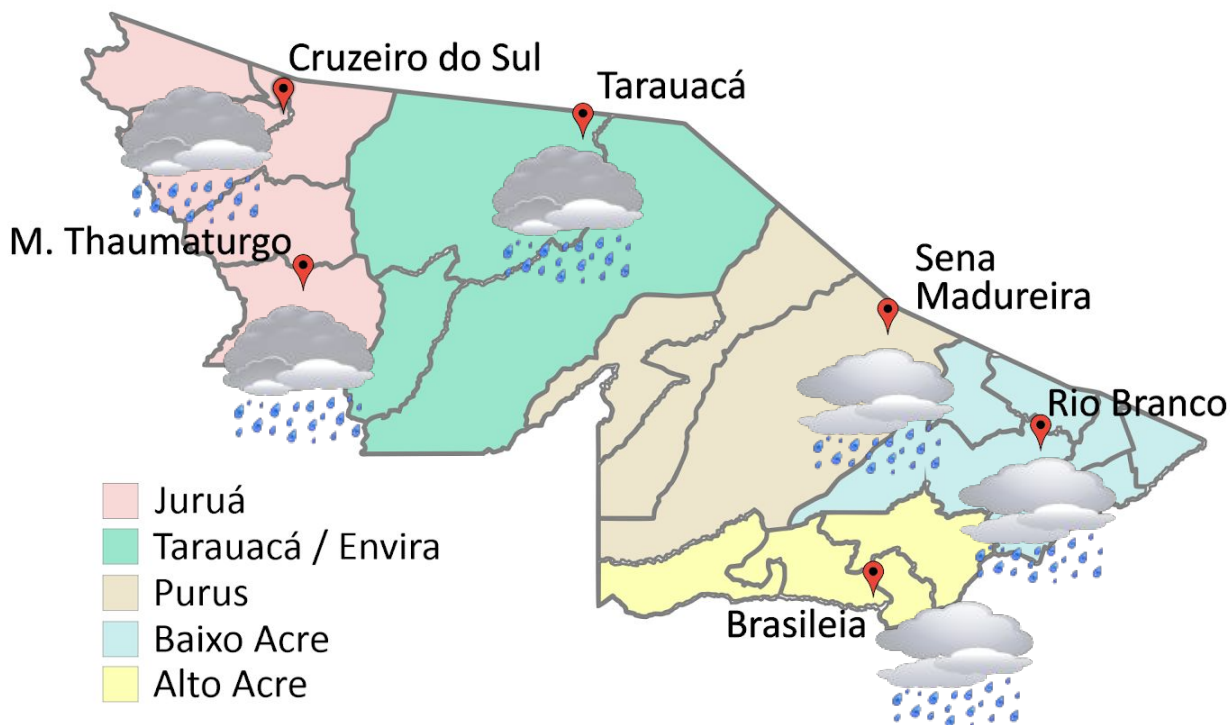 Cruzeiro do Sul
Tarauacá
M. Thaumaturgo
Sena
Madureira
Rio Branco
Brasileia
Juruá
Tarauacá / Envira
Purus
Baixo Acre
Alto Acre